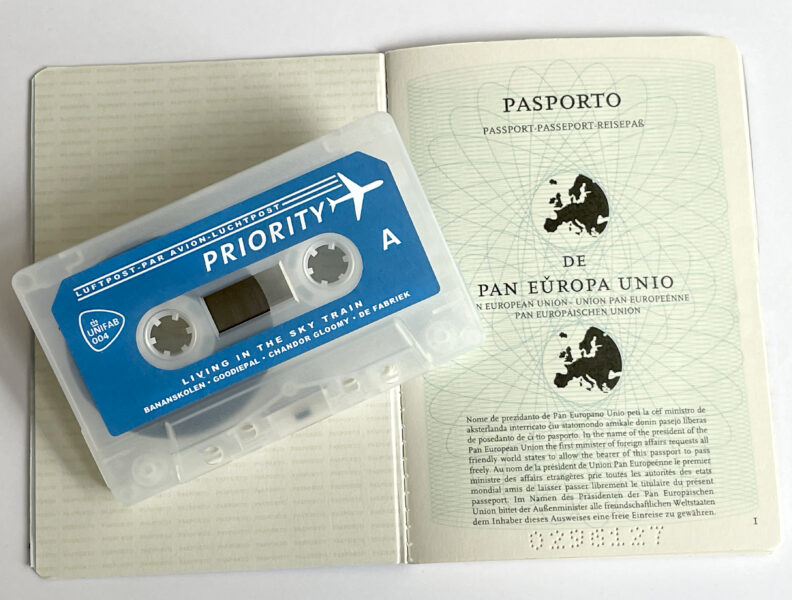 LUFTPOST-PAR AVION-LUCHTPOST
PRIORITY
A
UNIFAB
004
LIVING IN THE SKY TRAIN
BANANSKOLEN • GOODIEPAL • CHANDOR GLOOMY • DE FABRIEK
PASPORTO
PASSPORT-PASSEPORT-REISEPAß
DE
PAN EŬROPA UNIO
EUROPEAN UNION- UNION PAN EUROPEÈNNE
PAN EUROPÄISCHEN UNION
Nome de prezidanto de Pan Europano Unio peti la ĉef ministro de
aksterlanda interricato ĉiu statomondo amikale donin pasejo líberas
de posedanto de ĉi tio pasporto. In the name of the president of the
Pan European Union the first minister of foreign affairs requests all
friendly world states to allow the bearer of this passport to pass
freely. Au nom de la président de Union Pan Européenne le premier
ministre des affairs etrangères prie toutes les autorités des etats
mondial amis de laisser passer librement le titulaire du présent
passport. Im Namen des Präsidenten der Pan Europäischen
Union bittet der Außenminister alle freundschaftlichen Weltstaaten
dem Inhaber dieses Ausweises eine freie Einreise zu gewähren.
I
0298127